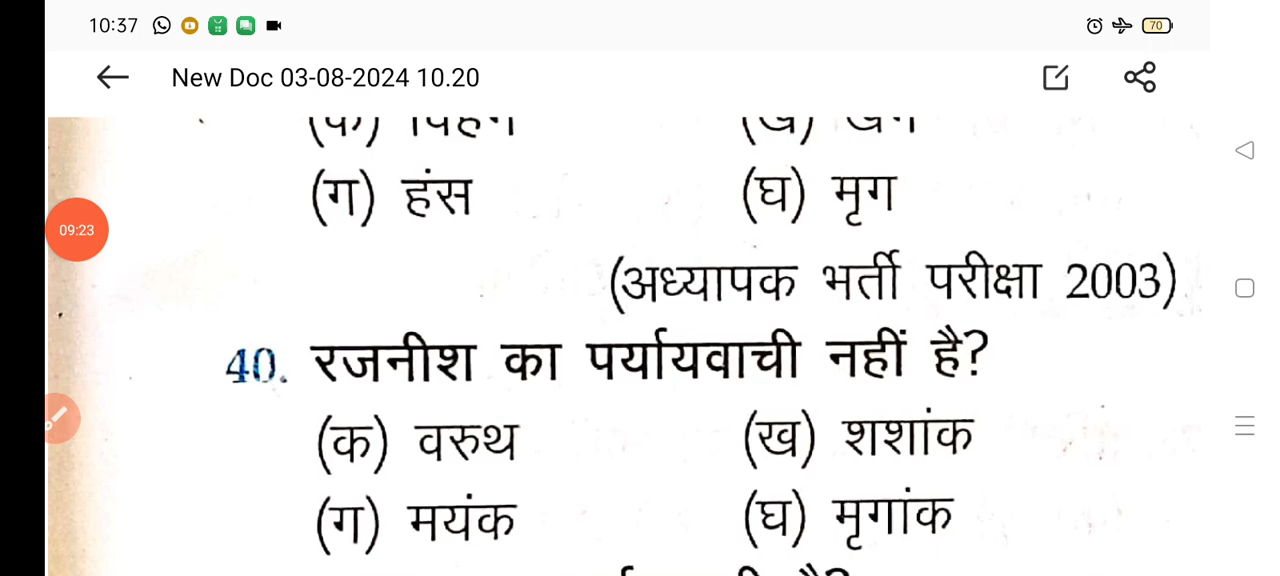 10:37 70
New Doc 03-08-2024 10.20
(ग) हंस (घ) मृग
09:23
(अध्यापक भर्ती परीक्षा 2003)
40. रजनीश का पर्यायवाची नहीं है?
(क) वरुथ (ख) शशांक
(ग) मयंक (घ) मृगांक